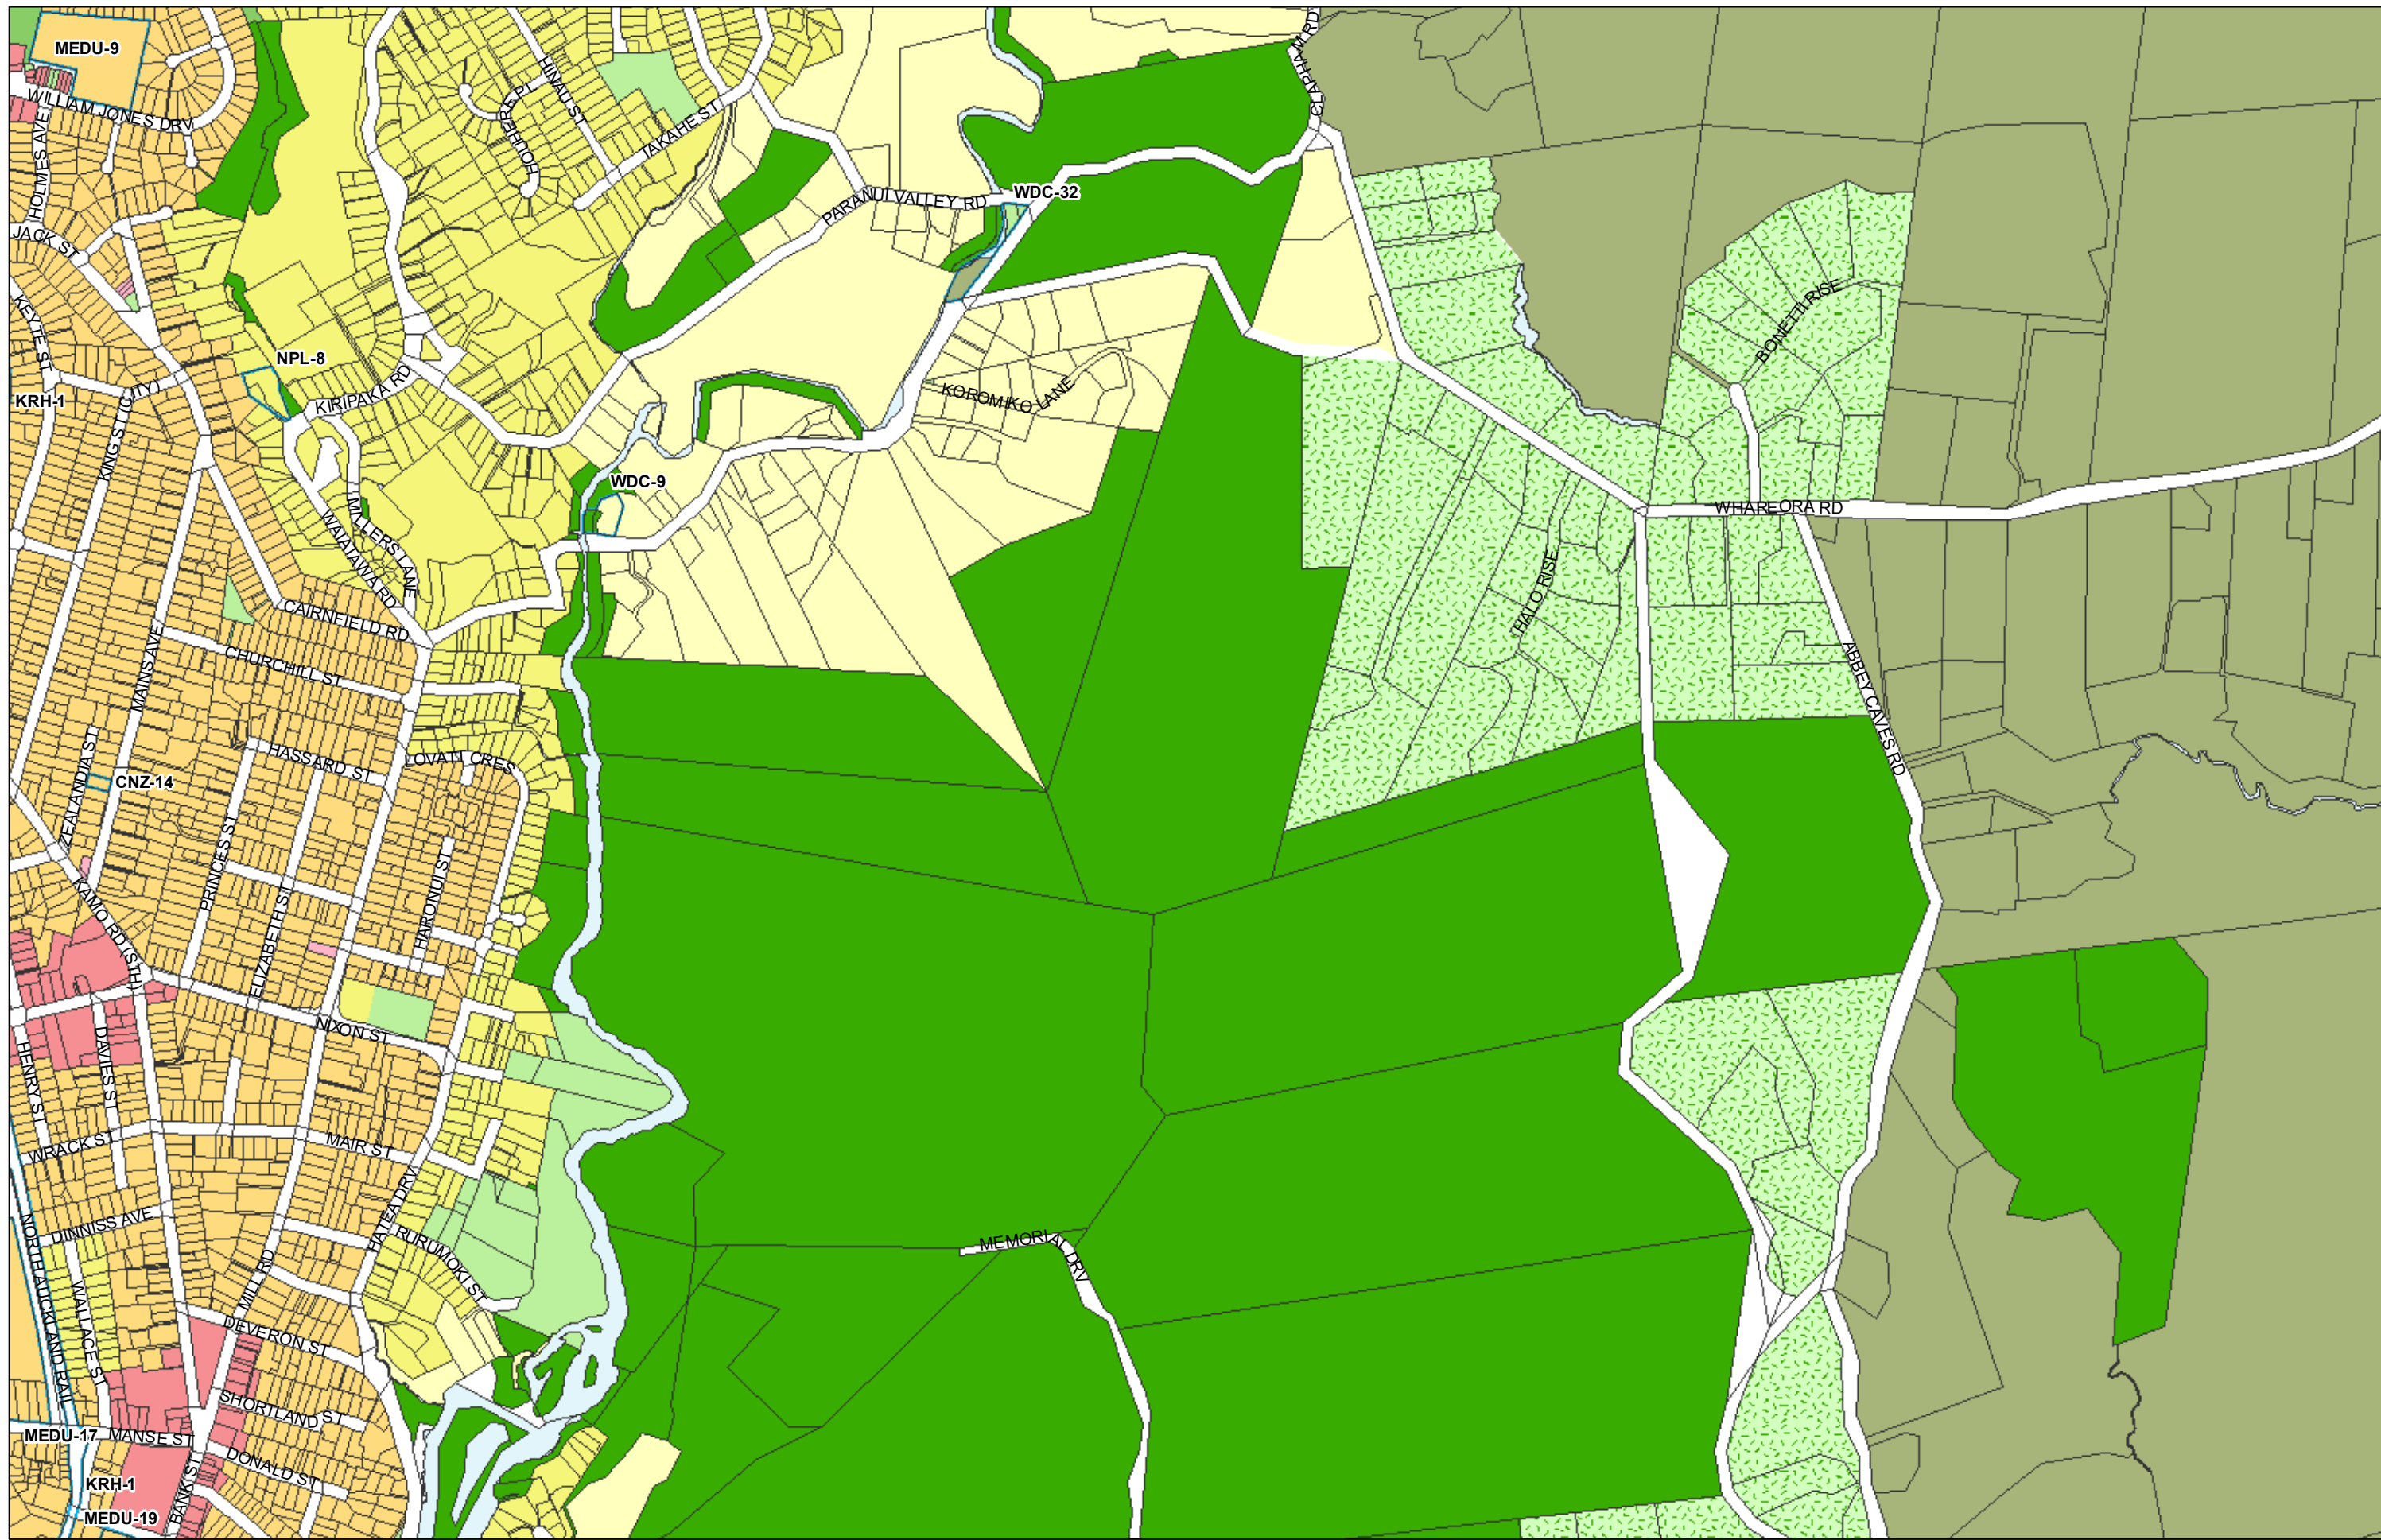 MEDU-9
CLAPHAM RD
HINAU ST
WILLIAM JONES DRV
HOUHERE PL
TAKAHE ST
HOLMES AVE
WDC-32
PARANUI VALLEY RD
JACK ST
KEYTE ST
BONETTI RISE
NPL-8
KIRIPAKA RD
KOROMIKO LANE
KRH-1
KING ST (CITY)
WDC-9
WHAREORA RD
MILLERS LANE
WAIATAWA RD
HALO RISE
CAIRNFIELD RD
CHURCHILL ST
MAINS AVE
ABBEY CAVES RD
ZEALANDIA ST
HASSARD ST
LOVATT CRES
CNZ-14
PRINCES ST
HARONUI ST
KAMO RD (STH)
ELIZABETH ST
NIXON ST
DAVIES ST
HENRY ST
WRACK ST
MAIR ST
HATEA DRV
DINNISS AVE
RURUMOKI ST
MEMORIAL DRV
NORTH AUCKLAND RAIL
WALLACE ST
MILL RD
DEVERON ST
SHORTLAND ST
MEDU-17
MANSE ST
DONALD ST
KRH-1
BANK ST
MEDU-19